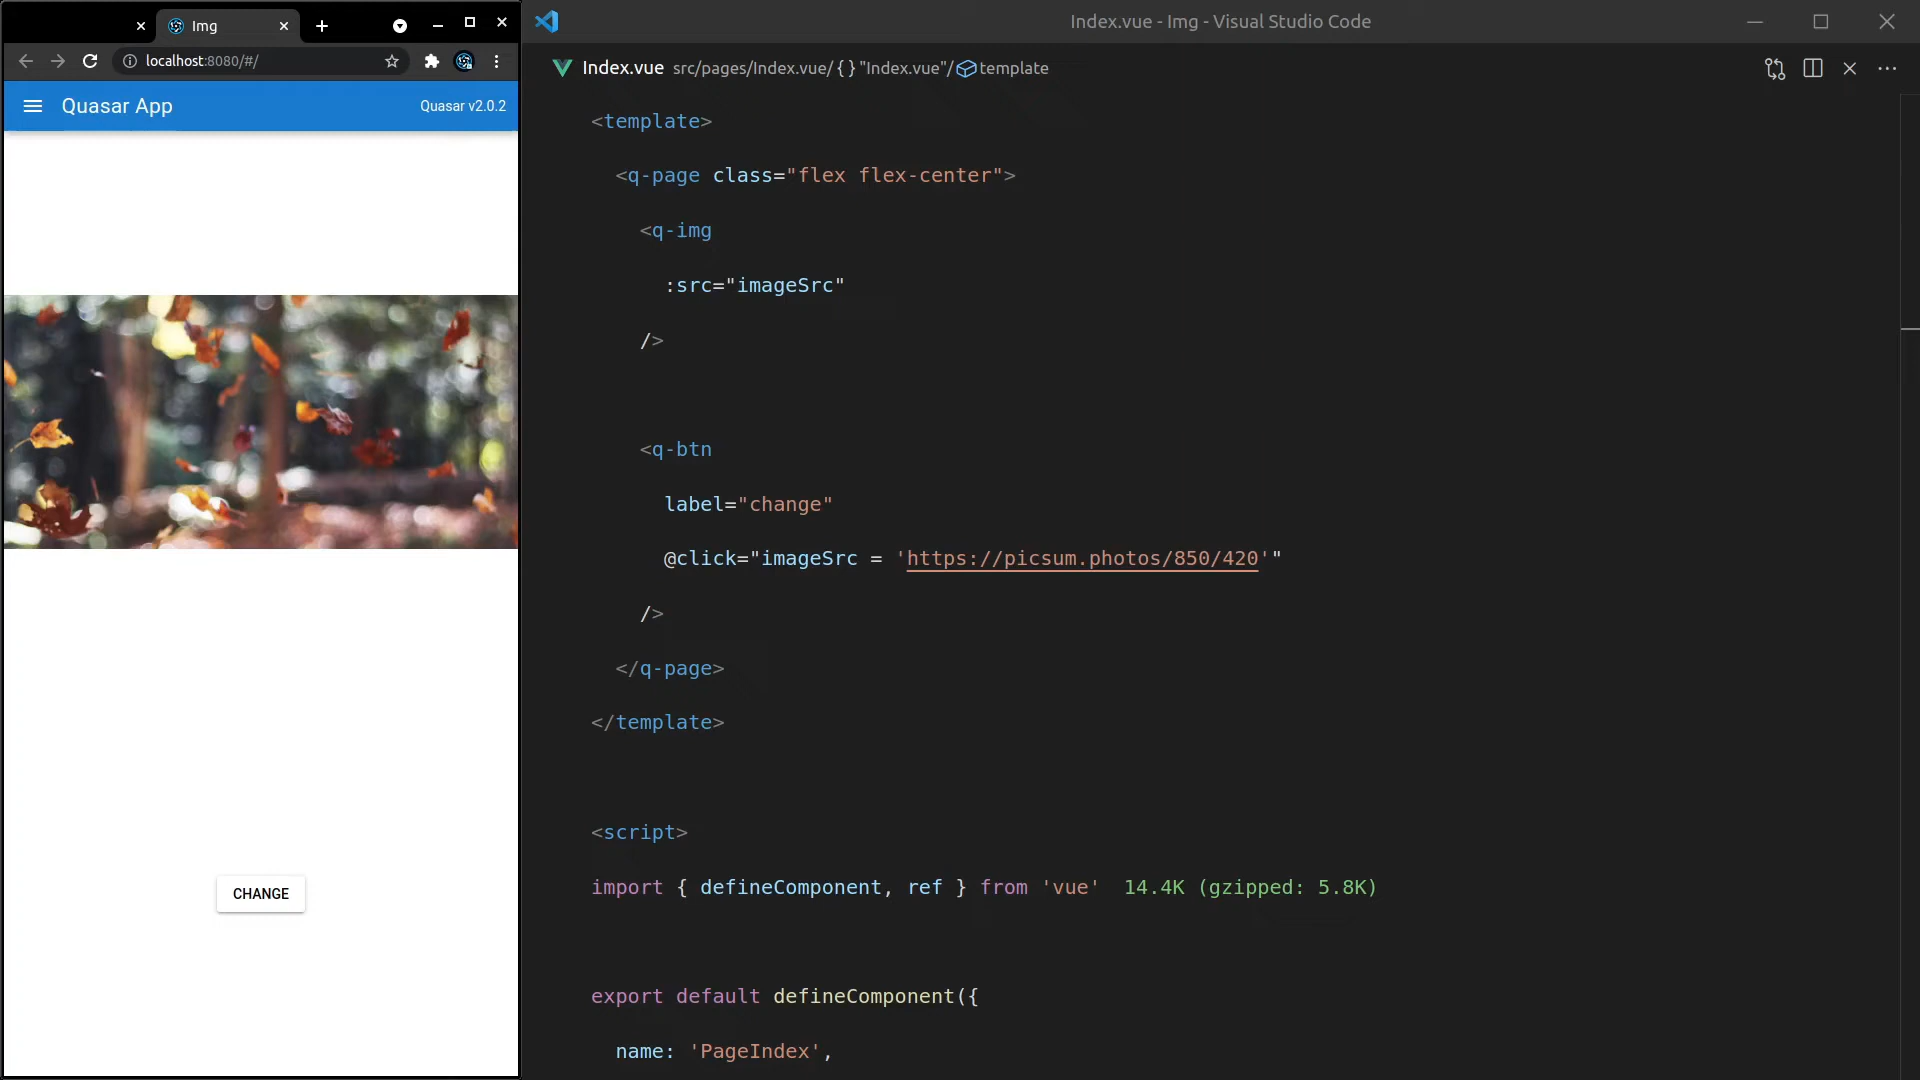 Img
localhost:8080/#/
Quasar App
Quasar v2.0.2
CHANGE
Index.vue - Img - Visual Studio Code
Index.vue src/pages/Index.vue/{ }"Index.vue"/template
<template>
<q-page class="flex flex-center">
<q-img
:src="imageSrc"
/>
<q-btn
label="change"
@click="imageSrc = 'https://picsum.photos/850/420'"
/>
</q-page>
</template>
<script>
import { defineComponent, ref } from 'vue' 14.4K (gzipped: 5.8K)
export default defineComponent({
name: 'PageIndex',